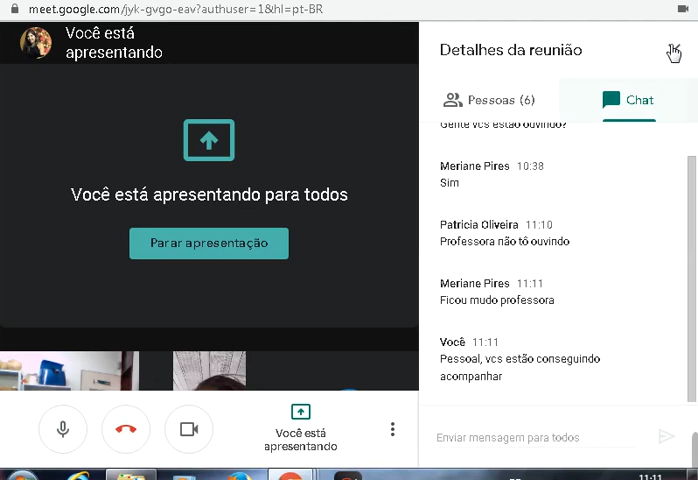 meet.google.com/jyk-gvgo-eav?authuser=1&hl=pt-BR
Você está
apresentando
Você está apresentando para todos
Parar apresentação
Você está
apresentando
Detalhes da reunião
Pessoas (6)
Chat
Gente vcs estão ouvindo?
Meriane Pires 10:38
Sim
Patricia Oliveira 11:10
Professora não tô ouvindo
Meriane Pires 11:11
Ficou mudo professora
Você 11:11
Pessoal, vcs estão conseguindo
acompanhar
Enviar mensagem para todos
11:11